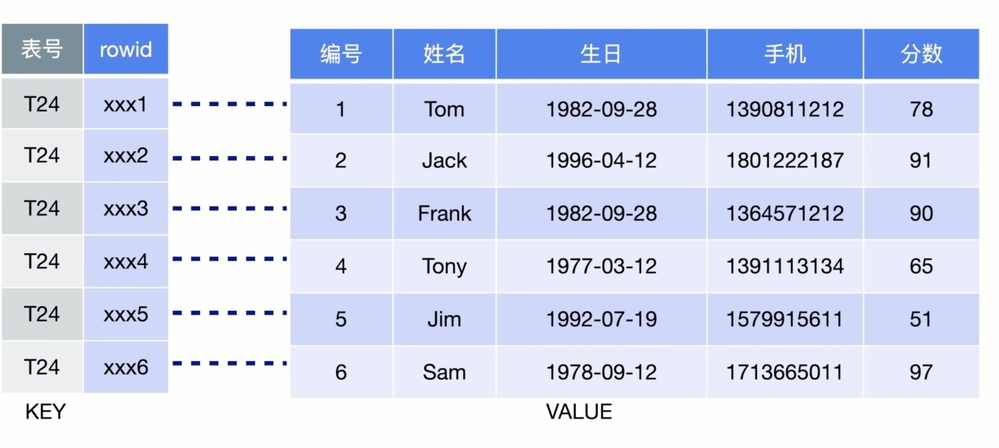 表号 rowid 编号 姓名 生日 手机 分数
T24 xxx1 1 Tom 1982-09-28 1390811212 78
T24 xxx2 2 Jack 1996-04-12 1801222187 91
T24 xxx3 3 Frank 1982-09-28 1364571212 90
T24 xxx4 4 Tony 1977-03-12 1391113134 65
T24 xxx5 5 Jim 1992-07-19 1579915611 51
T24 xxx6 6 Sam 1978-09-12 1713665011 97
KEY VALUE